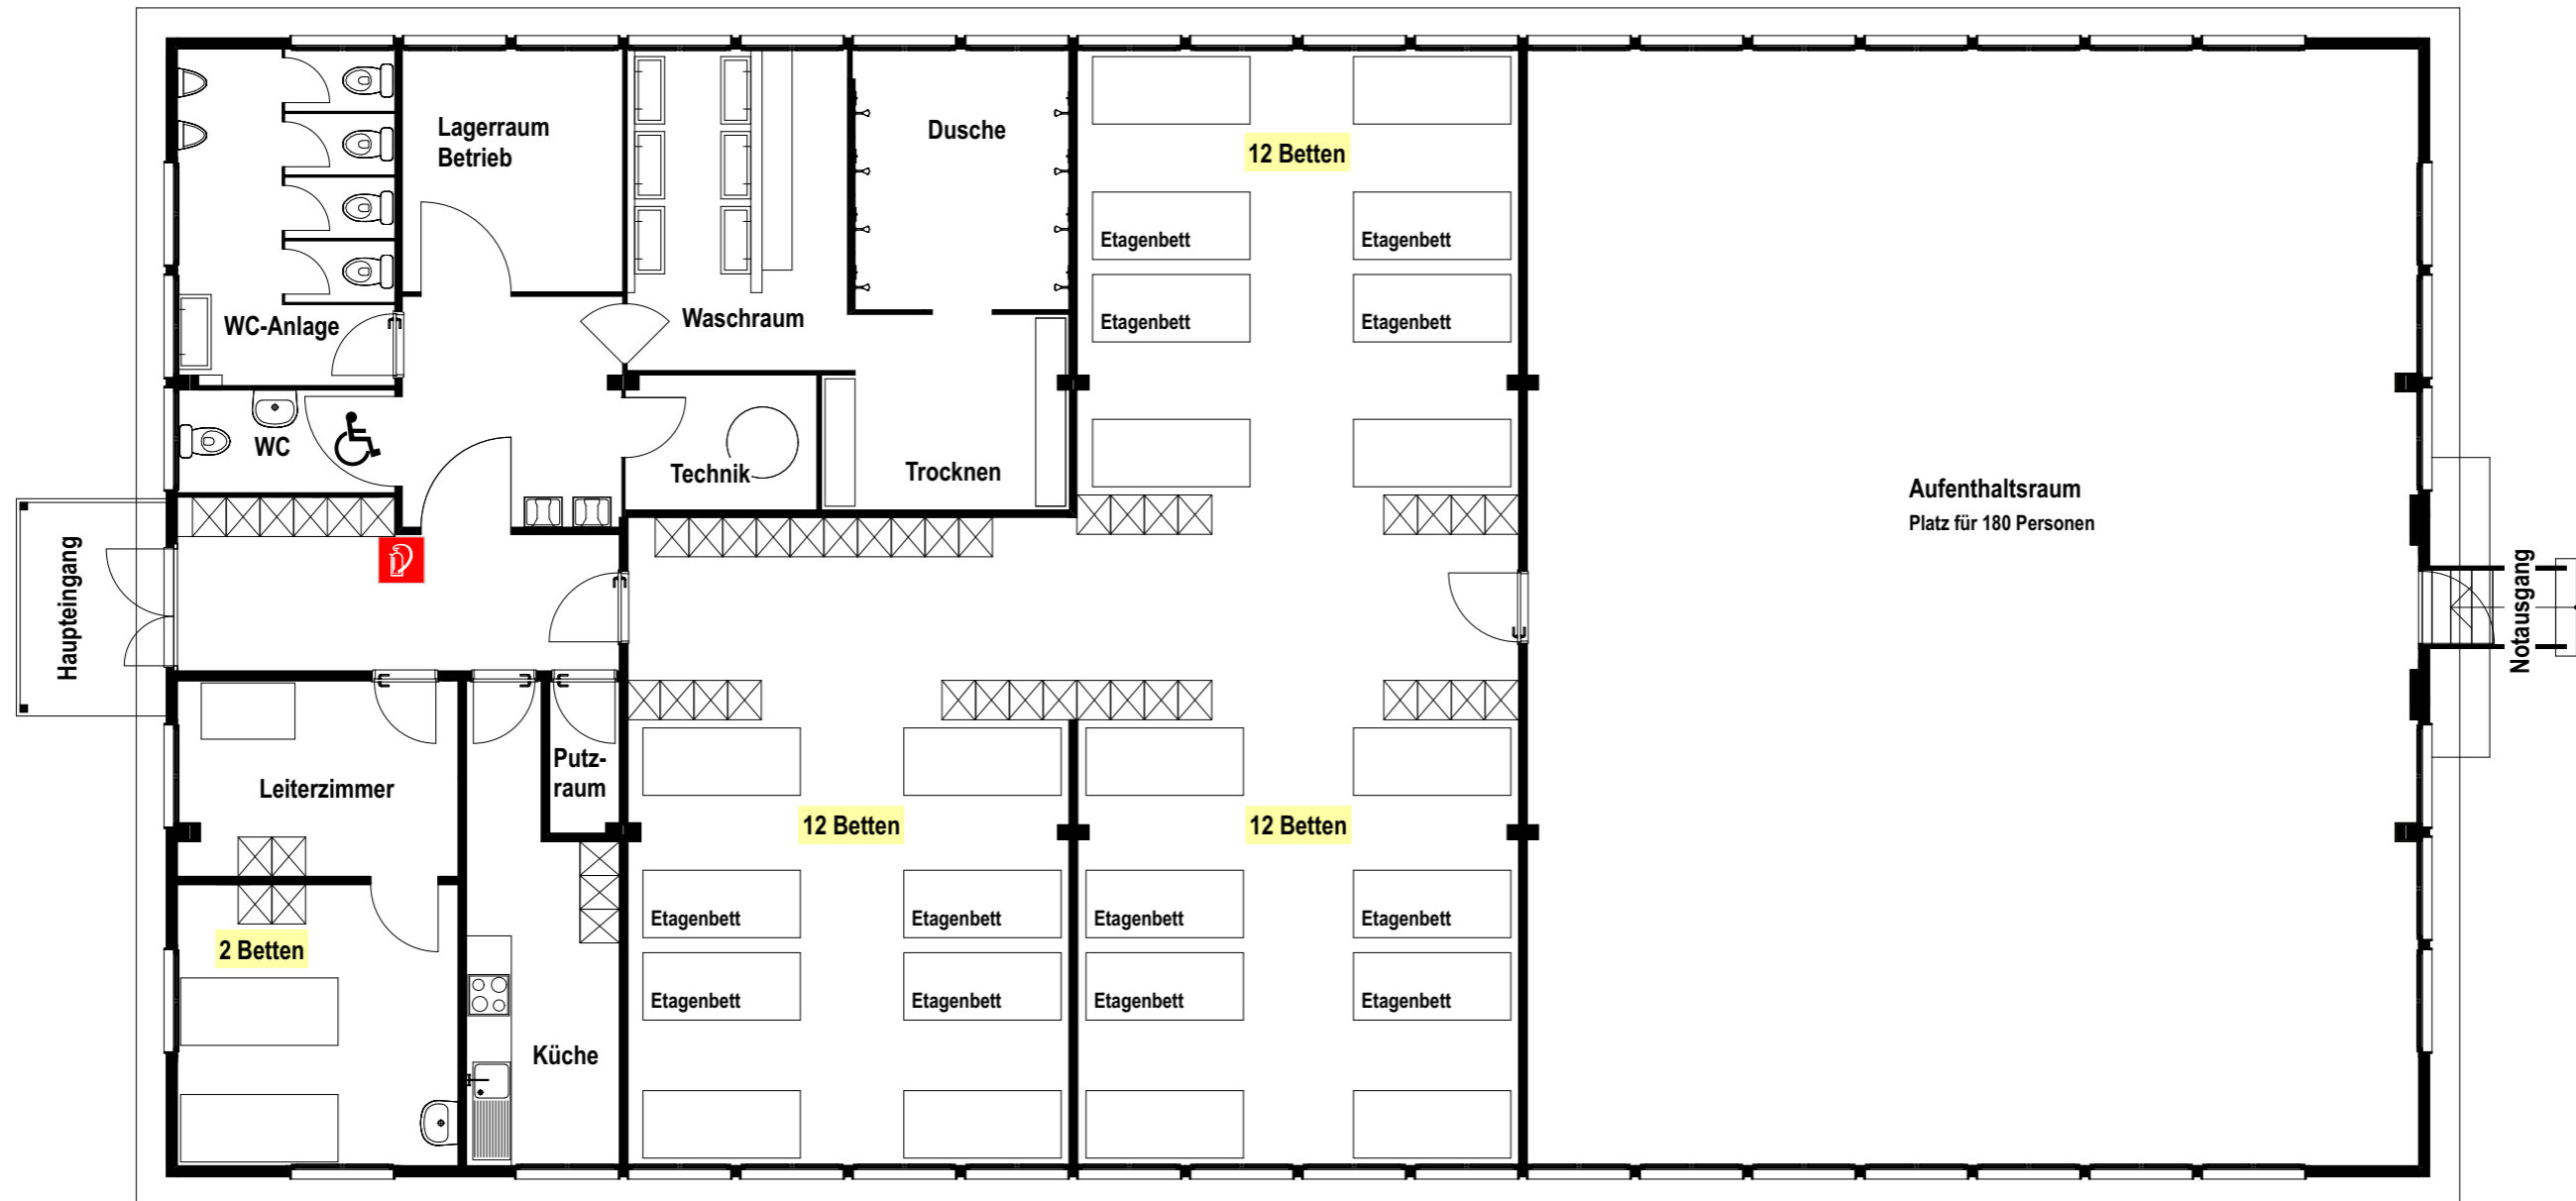 Lagerraum
Betrieb
Dusche
12 Betten
Etagenbett
Etagenbett
Etagenbett
Etagenbett
WC-Anlage
Waschraum
WC
Technik
Trocknen
Aufenthaltsraum
Platz für 180 Personen
Haupteingang
Notausgang
Leiterzimmer
Putz-
raum
12 Betten
12 Betten
Etagenbett
Etagenbett
Etagenbett
Etagenbett
2 Betten
Etagenbett
Etagenbett
Etagenbett
Etagenbett
Küche